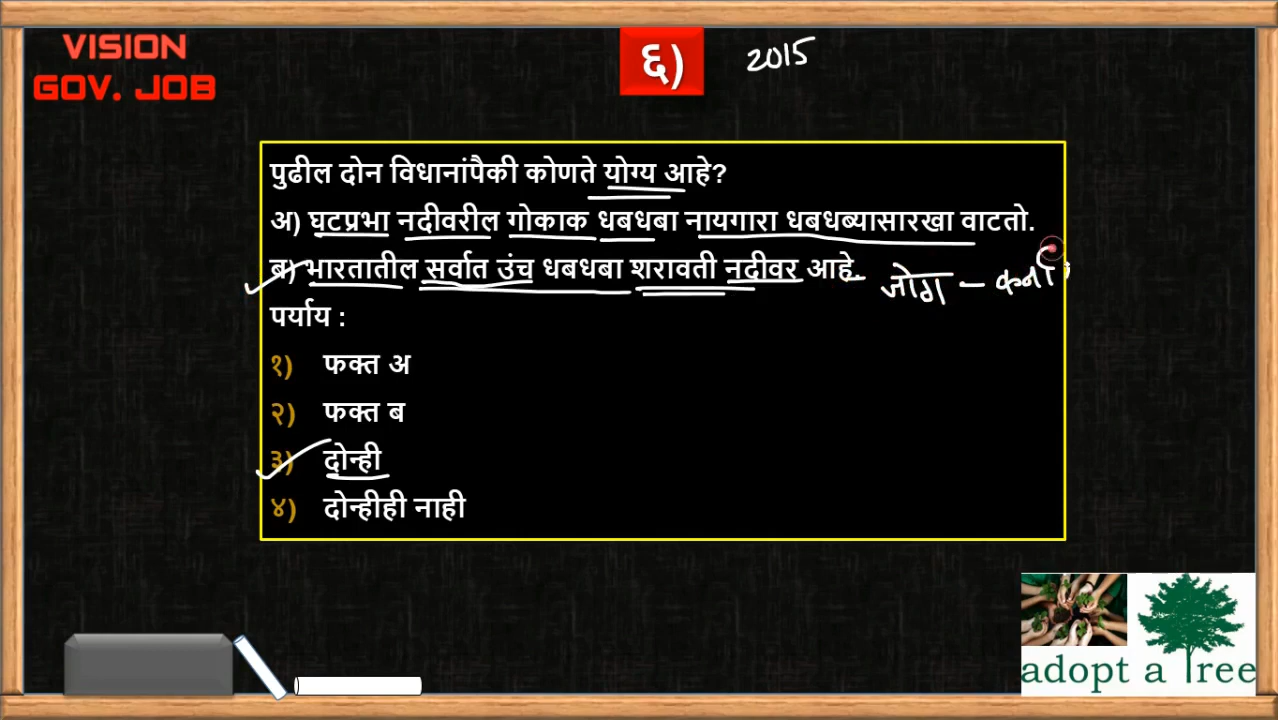 VISION
GOV. JOB
६)
2015
पुढील दोन विधानांपैकी कोणते योग्य आहे?
अ) घटप्रभा नदीवरील गोकाक धबधबा नायगारा धबधब्यासारखा वाटतो.
ब) भारतातील सर्वात उंच धबधबा शरावती नदीवर आहे. जोग –
पर्याय :
१) फक्त अ
२) फक्त ब
३) दोन्ही
४) दोन्हीही नाही
adopt a Tree